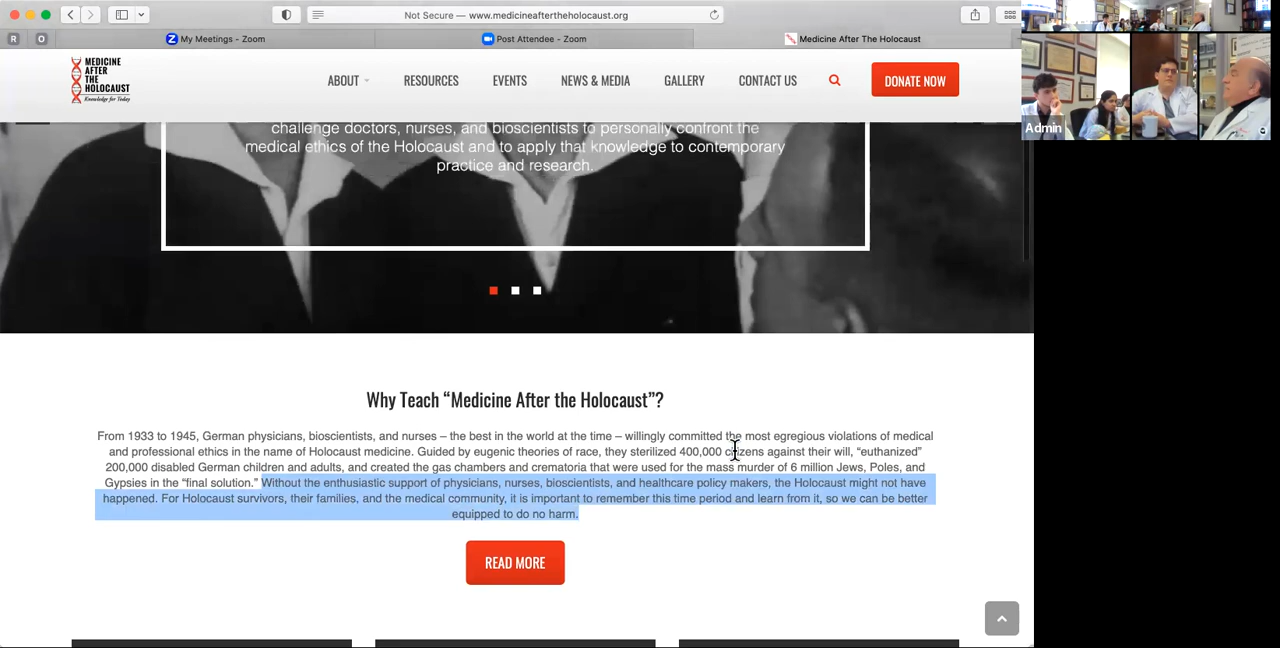 Not Secure — www.medicineaftertheholocaust.org
R
O
My Meetings - Zoom
Post Attendee - Zoom
Medicine After The Holocaust
MEDICINE
AFTER
THE
HOLOCAUST
Knowledge for Today
ABOUT
RESOURCES
EVENTS
NEWS & MEDIA
GALLERY
CONTACT US
DONATE NOW
Admin
challenge doctors, nurses, and bioscientists to personally confront the
medical ethics of the Holocaust and to apply that knowledge to contemporary
practice and research.
Why Teach “Medicine After the Holocaust”?
From 1933 to 1945, German physicians, bioscientists, and nurses – the best in the world at the time – willingly committed the most egregious violations of medical
and professional ethics in the name of Holocaust medicine. Guided by eugenic theories of race, they sterilized 400,000 citizens against their will, “euthanized”
200,000 disabled German children and adults, and created the gas chambers and crematoria that were used for the mass murder of 6 million Jews, Poles, and
Gypsies in the “final solution.” Without the enthusiastic support of physicians, nurses, bioscientists, and healthcare policy makers, the Holocaust might not have
happened. For Holocaust survivors, their families, and the medical community, it is important to remember this time period and learn from it, so we can be better
equipped to do no harm.
READ MORE